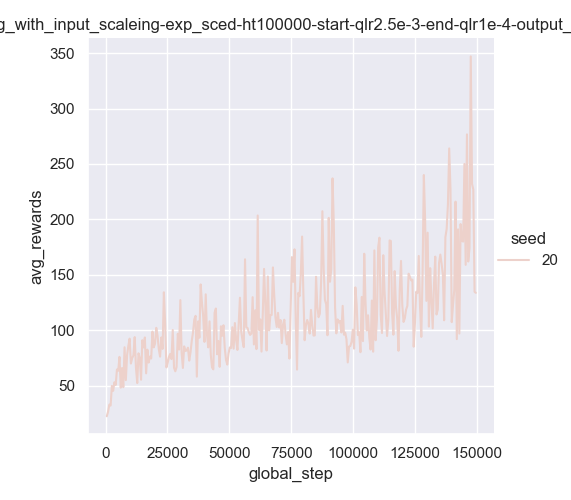 g_with_input_scaleing-exp_sced-ht100000-start-qlr2.5e-3-end-qlr1e-4-output_
350
300
250
200
150
100
50
avg_rewards
0 25000 50000 75000 100000 125000 150000
global_step
seed
20